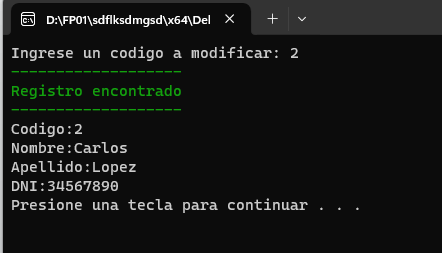 D:\FP01\sdflksdmgsd\x64\Del
Ingrese un codigo a modificar: 2
-------------------
Registro encontrado
-------------------
Codigo:2
Nombre:Carlos
Apellido:Lopez
DNI:34567890
Presione una tecla para continuar . . .